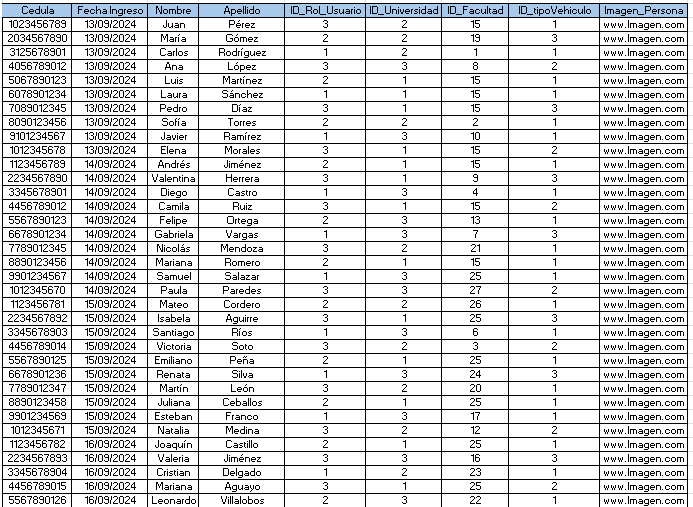 Cedula Fecha Ingreso Nombre Apellido ID_Rol_Usuario ID_Universidad ID_Facultad ID_tipoVehiculo Imagen_Persona
1023456789 13/09/2024 Juan Pérez 3 2 15 1 www.Imagen.com
2034567890 13/09/2024 María Gómez 2 2 19 3 www.Imagen.com
3125678901 13/09/2024 Carlos Rodríguez 1 2 1 1 www.Imagen.com
4056789012 13/09/2024 Ana López 3 3 8 2 www.Imagen.com
5067890123 13/09/2024 Luis Martínez 2 1 15 1 www.Imagen.com
6078901234 13/09/2024 Laura Sánchez 1 1 15 1 www.Imagen.com
7089012345 13/09/2024 Pedro Díaz 3 1 15 3 www.Imagen.com
8090123456 13/09/2024 Sofía Torres 2 2 2 1 www.Imagen.com
9101234567 13/09/2024 Javier Ramírez 1 3 10 1 www.Imagen.com
1012345678 13/09/2024 Elena Morales 3 1 15 2 www.Imagen.com
1123456789 14/09/2024 Andrés Jiménez 2 1 15 1 www.Imagen.com
2234567890 14/09/2024 Valentina Herrera 3 1 9 3 www.Imagen.com
3345678901 14/09/2024 Diego Castro 1 3 4 1 www.Imagen.com
4456789012 14/09/2024 Camila Ruiz 3 1 15 2 www.Imagen.com
5567890123 14/09/2024 Felipe Ortega 2 3 13 1 www.Imagen.com
6678901234 14/09/2024 Gabriela Vargas 1 3 7 3 www.Imagen.com
7789012345 14/09/2024 Nicolás Mendoza 3 2 21 1 www.Imagen.com
8890123456 14/09/2024 Mariana Romero 2 1 15 1 www.Imagen.com
9901234567 14/09/2024 Samuel Salazar 1 3 25 1 www.Imagen.com
1012345670 14/09/2024 Paula Paredes 3 3 27 2 www.Imagen.com
1123456781 15/09/2024 Mateo Cordero 2 2 26 1 www.Imagen.com
2234567892 15/09/2024 Isabela Aguirre 3 1 25 3 www.Imagen.com
3345678903 15/09/2024 Santiago Ríos 1 3 6 1 www.Imagen.com
4456789014 15/09/2024 Victoria Soto 3 2 3 2 www.Imagen.com
5567890125 15/09/2024 Emiliano Peña 2 1 25 1 www.Imagen.com
6678901236 15/09/2024 Renata Silva 1 3 24 3 www.Imagen.com
7789012347 15/09/2024 Martín León 3 2 20 1 www.Imagen.com
8890123458 15/09/2024 Juliana Ceballos 2 1 25 1 www.Imagen.com
9901234569 15/09/2024 Esteban Franco 1 3 17 1 www.Imagen.com
1012345671 15/09/2024 Natalia Medina 3 2 12 2 www.Imagen.com
1123456782 16/09/2024 Joaquín Castillo 2 1 25 1 www.Imagen.com
2234567893 16/09/2024 Valeria Jiménez 3 3 16 3 www.Imagen.com
3345678904 16/09/2024 Cristian Delgado 1 2 23 1 www.Imagen.com
4456789015 16/09/2024 Mariana Aguayo 3 1 25 2 www.Imagen.com
5567890126 16/09/2024 Leonardo Villalobos 2 3 22 1 www.Imagen.com